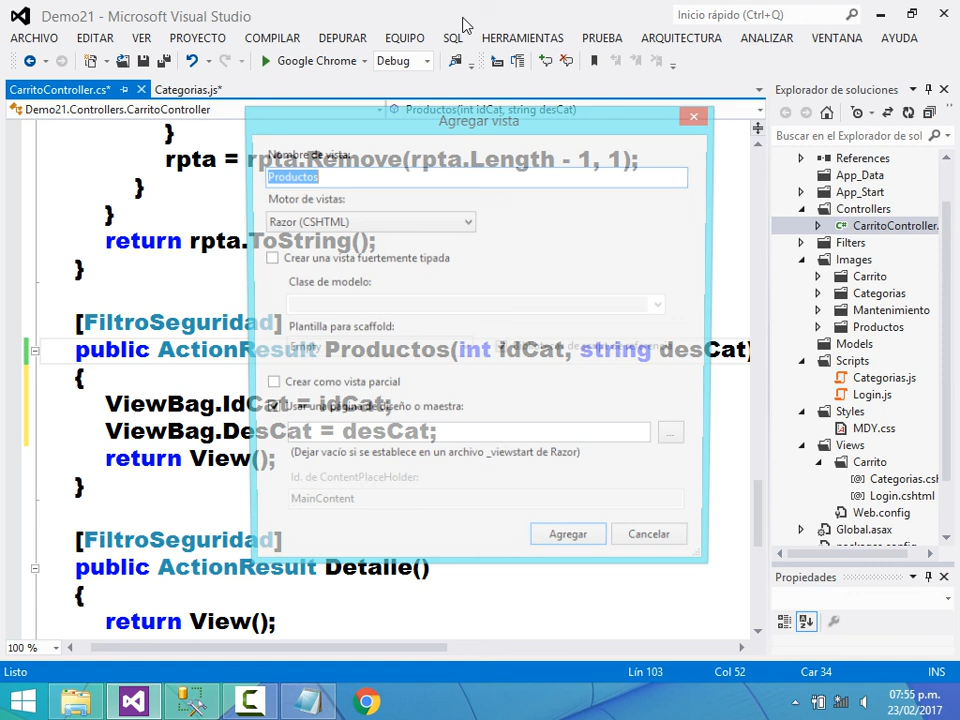 Demo21 - Microsoft Visual Studio
Inicio rápido (Ctrl+Q)
ARCHIVO EDITAR VER PROYECTO COMPILAR DEPURAR EQUIPO SQL HERRAMIENTAS PRUEBA ARQUITECTURA ANALIZAR VENTANA AYUDA
Google Chrome Debug
CarritoController.cs* Categorias.js*
Demo21.Controllers.CarritoController Productos(int idCat, string desCat)
}
rpta = rpta.Remove(rpta.Length - 1, 1);
}
}
return rpta.ToString();
}
[FiltroSeguridad]
public ActionResult Productos(int idCat, string desCat)
{
ViewBag.IdCat = idCat;
ViewBag.DesCat = desCat;
return View();
}
[FiltroSeguridad]
public ActionResult Detalle()
{
return View();
100 %
Agregar vista
Nombre de vista:
Productos
Motor de vistas:
Razor (CSHTML)
Crear una vista fuertemente tipada
Clase de modelo:
Plantilla para scaffold:
Empty
Crear como vista parcial
Usar una página de diseño o maestra:
...
(Dejar vacío si se establece en un archivo _viewstart de Razor)
Id. de ContentPlaceHolder:
MainContent
Agregar Cancelar
Explorador de soluciones
Buscar en el Explorador de sol
References
App_Data
App_Start
Controllers
C# CarritoController.
Filters
Images
Carrito
Categorias
Mantenimiento
Productos
Models
Scripts
Categorias.js
Login.js
Styles
MDY.css
Views
Carrito
Categorias.csh
Login.cshtml
Web.config
Global.asax
Propiedades
Listo Lín 103 Col 52 Car 34 INS
07:55 p.m.
23/02/2017